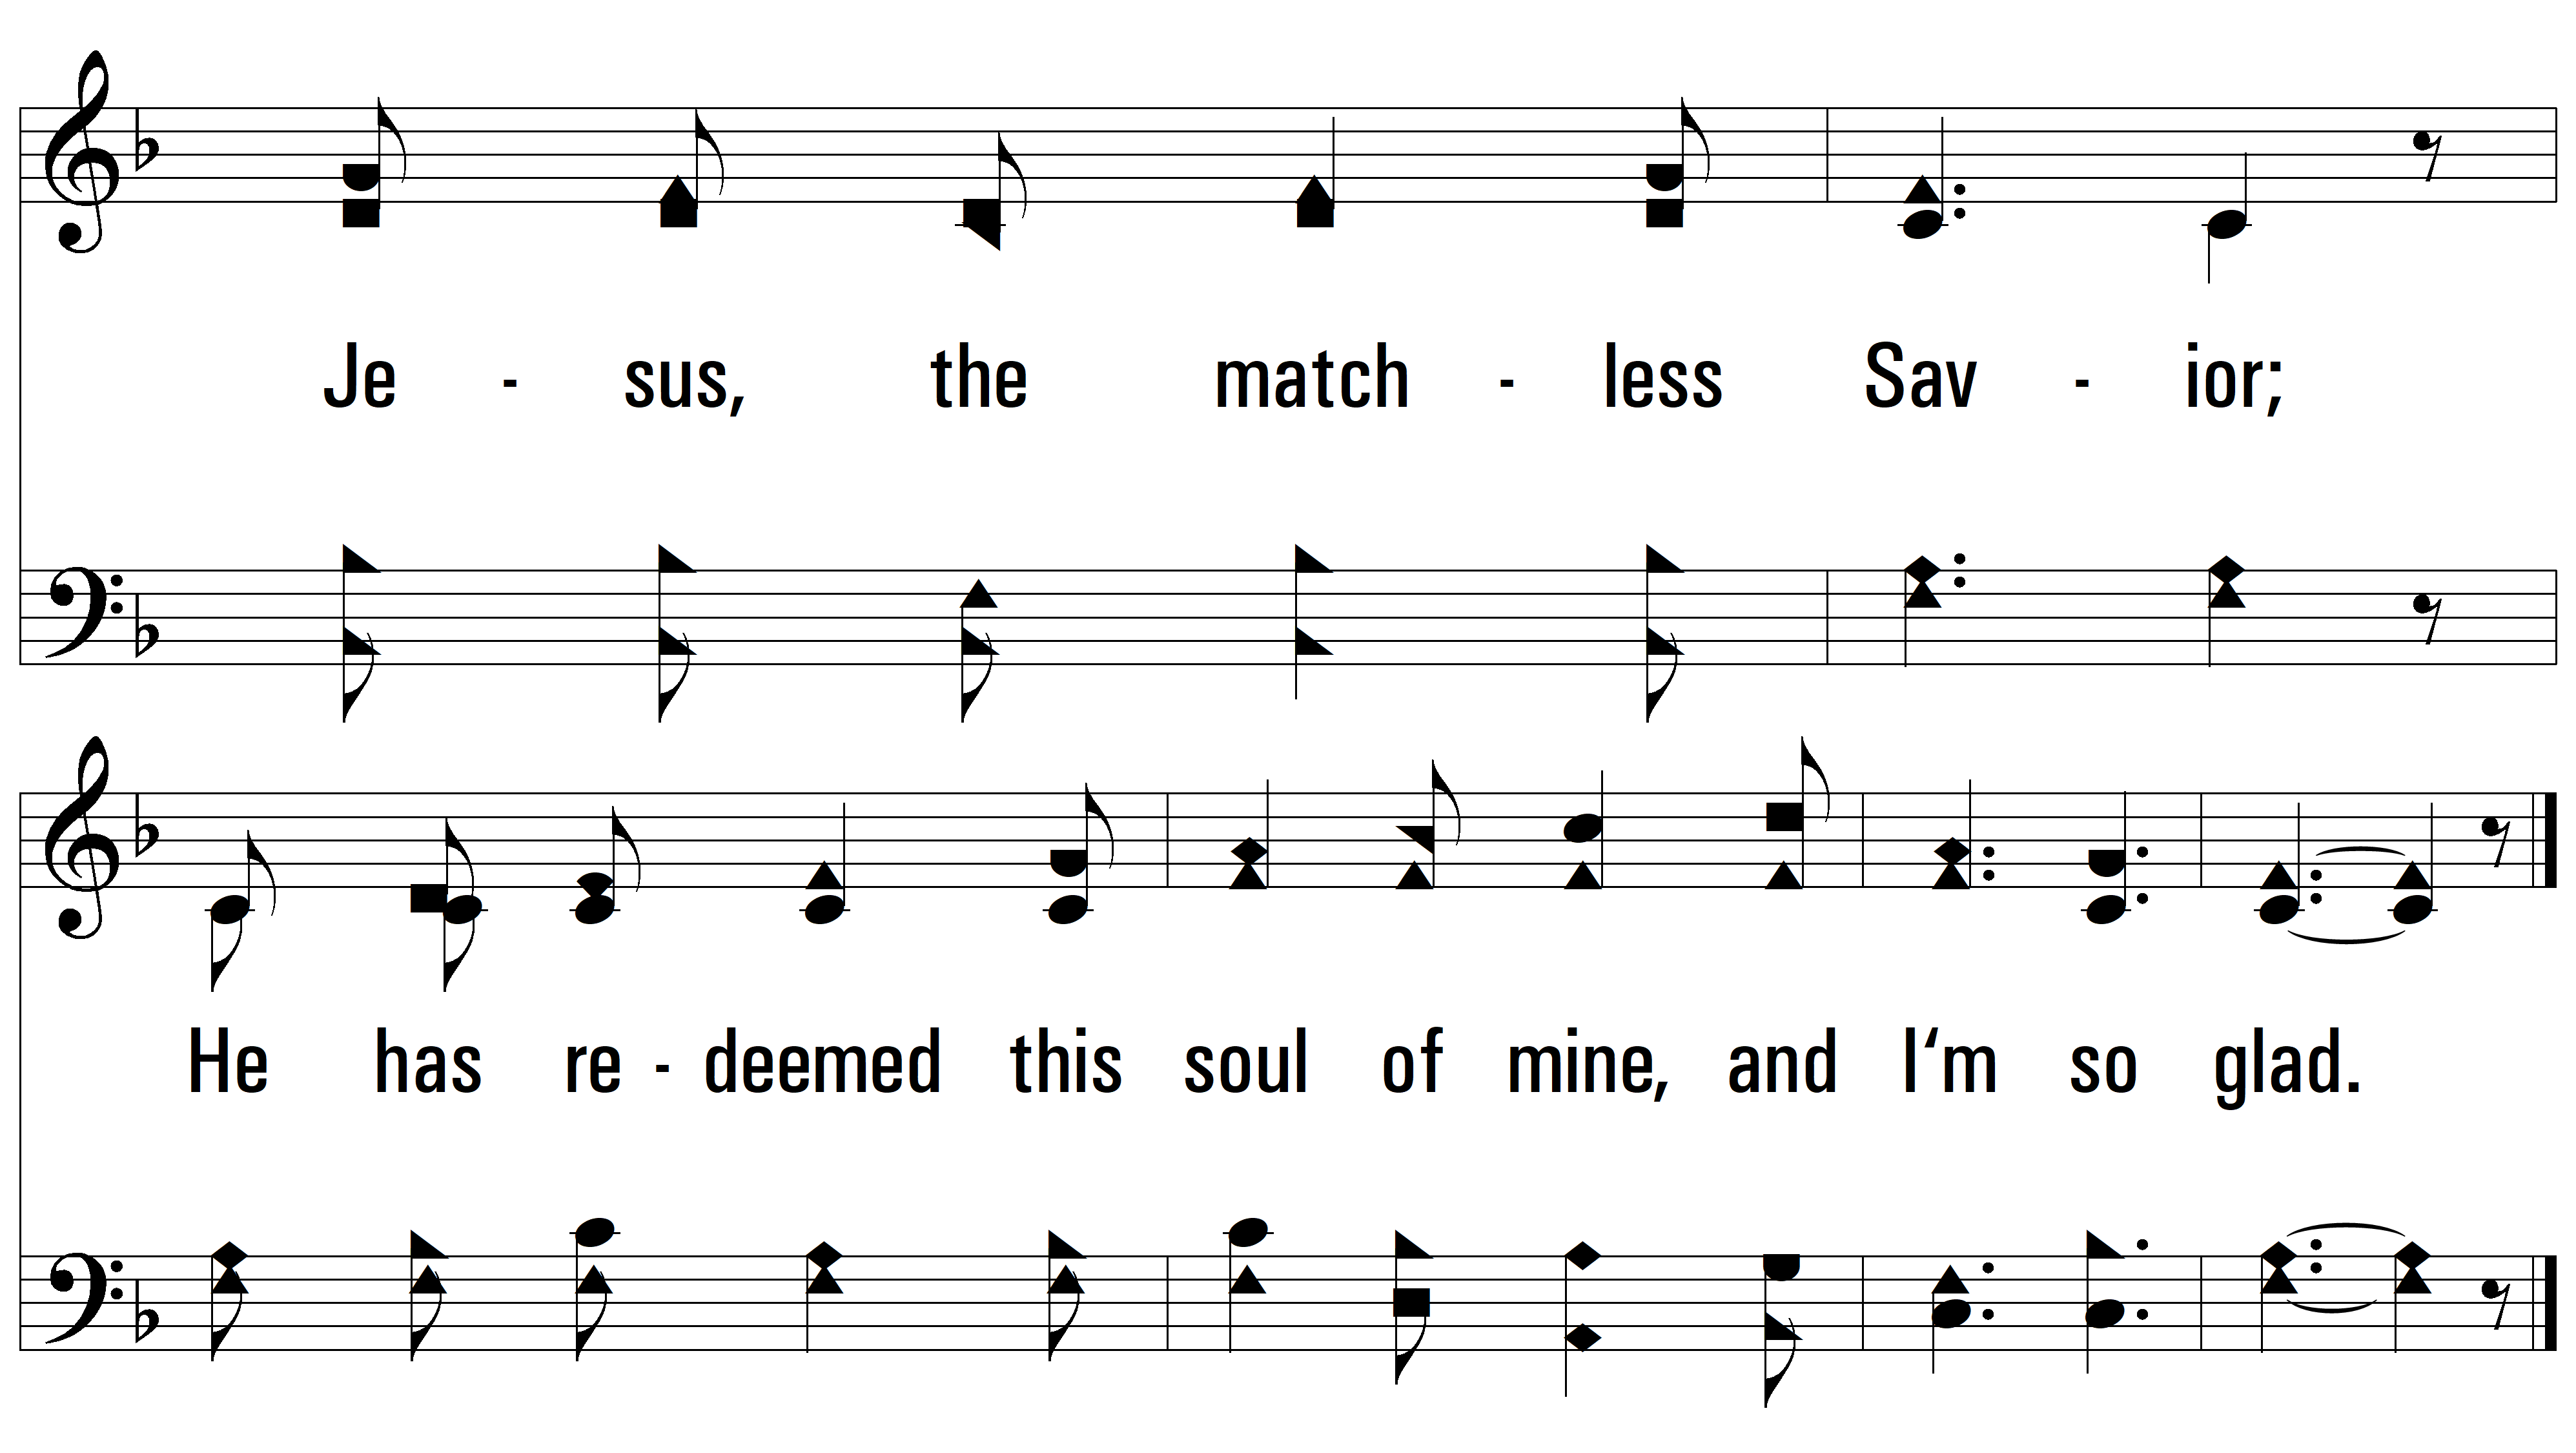 Je - sus, the match - less Sav - ior;
He has re - deemed this soul of mine, and I‘m so glad.